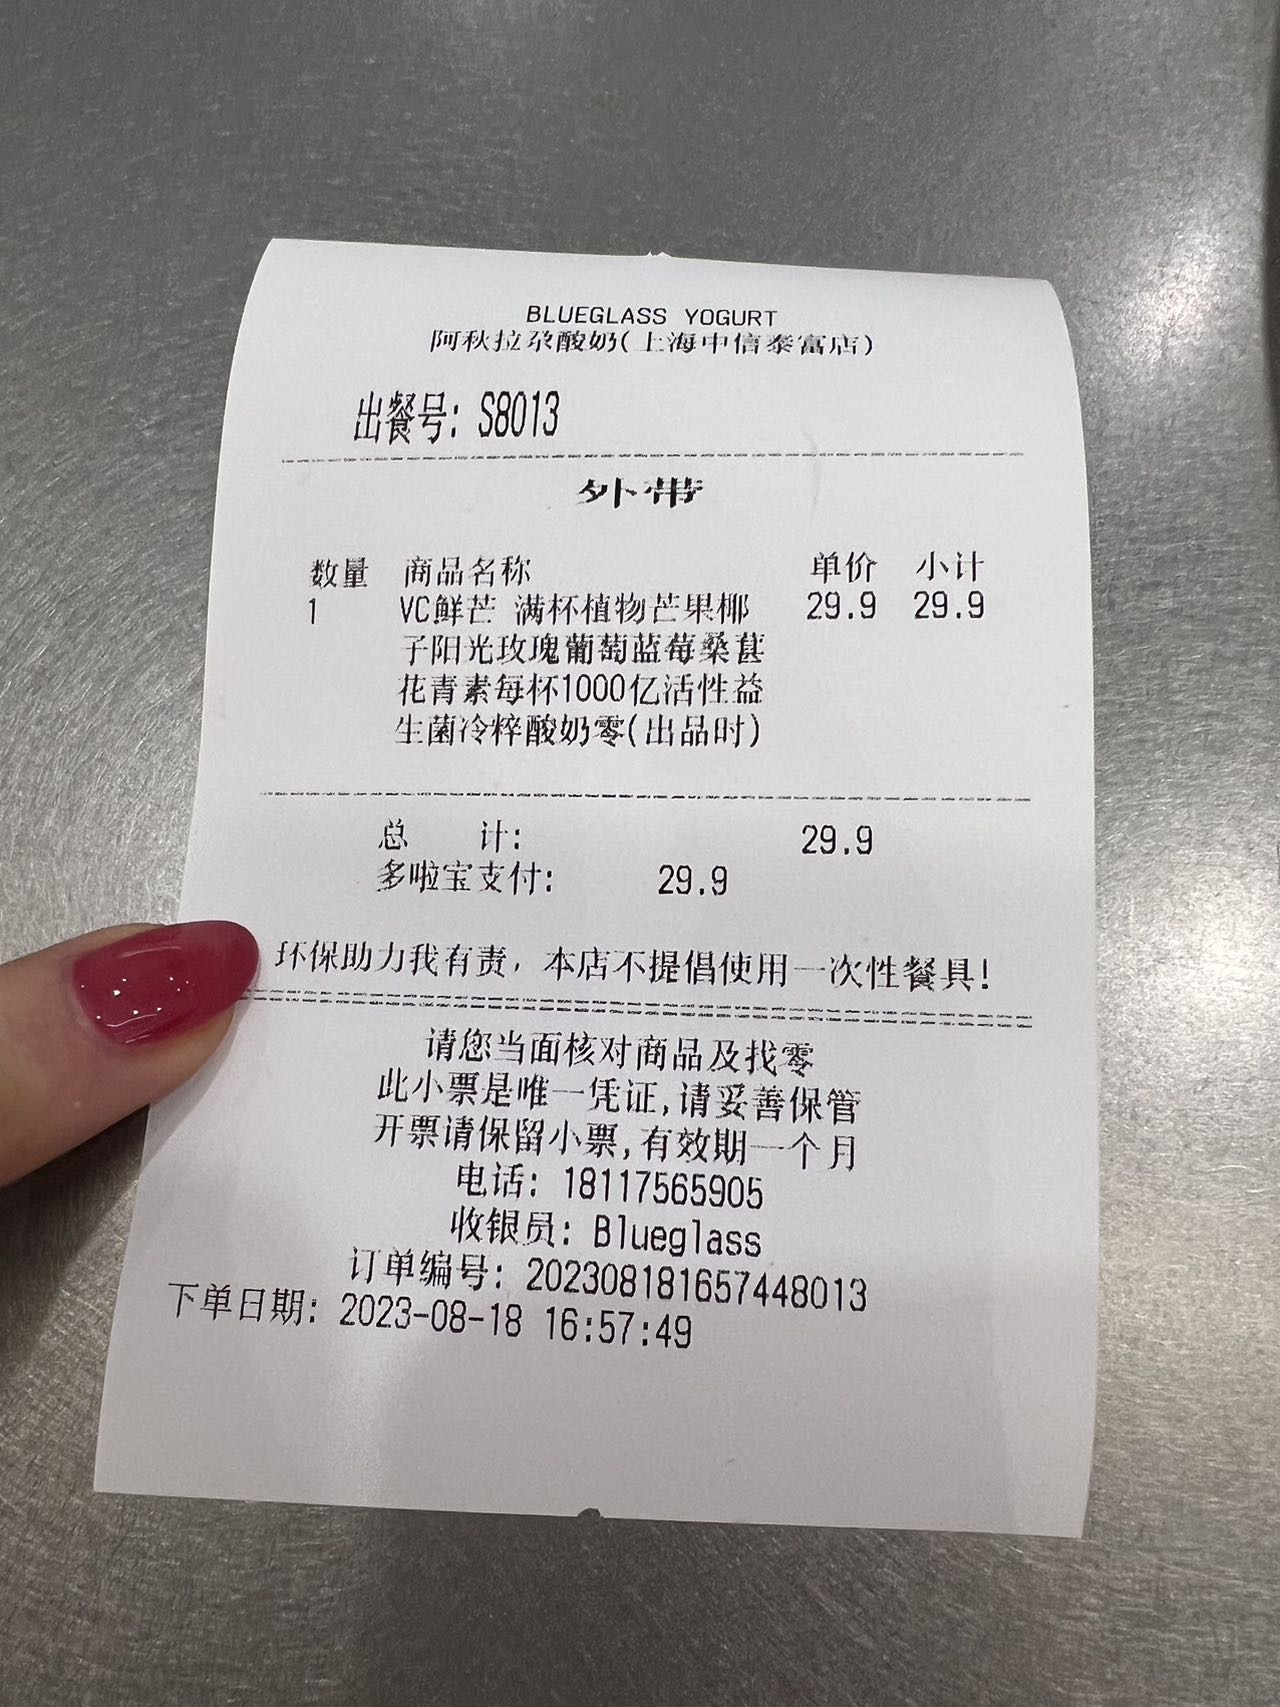 BLUEGLASS YOGURT
阿秋拉尕酸奶(上海中信泰富店)
出餐号: S8013
外带
数量 商品名称 单价 小计
1 VC鲜芒 满杯植物芒果椰 29.9 29.9
子阳光玫瑰葡萄蓝莓桑葚
花青素每杯1000亿活性益
生菌冷粹酸奶零(出品时)
总 计: 29.9
多啦宝支付: 29.9
环保助力我有责，本店不提倡使用一次性餐具!
请您当面核对商品及找零
此小票是唯一凭证,请妥善保管
开票请保留小票,有效期一个月
电话: 18117565905
收银员: Blueglass
订单编号: 202308181657448013
下单日期: 2023-08-18 16:57:49